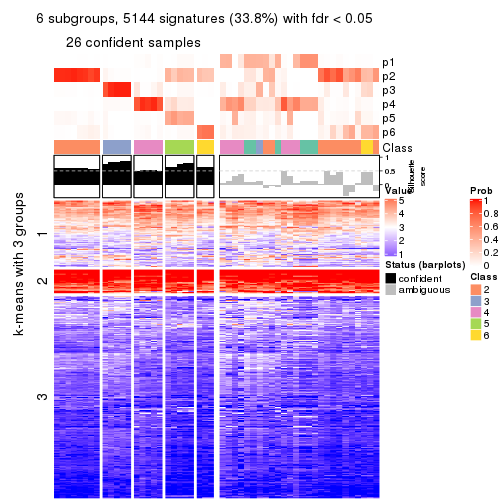 6 subgroups, 5144 signatures (33.8%) with fdr < 0.05
26 confident samples
p1
p2
p3
p4
p5
p6
Class
1
0.5
0
Silhouette
score
k-means with 3 groups
1
2
3
Value
5
4
3
2
1
Status (barplots)
confident
ambiguous
Prob
1
0.8
0.6
0.4
0.2
0
Class
2
3
4
5
6